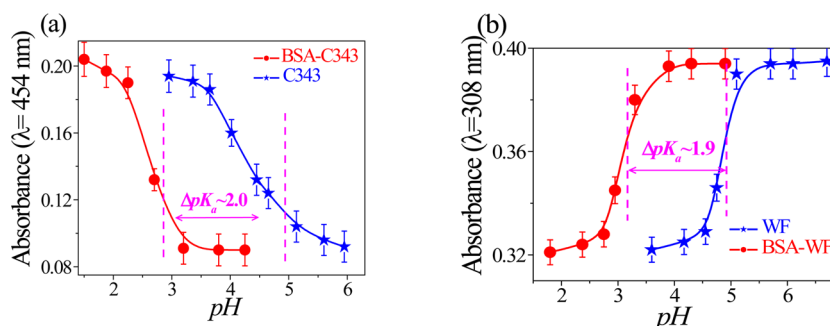 (a)
Absorbance (λ= 454 nm)
0.20
0.16
0.12
0.08
BSA-C343
C343
ΔpKa~2.0
2 3 4 5 6
pH
(b)
Absorbance (λ=308 nm)
0.40
0.36
0.32
ΔpKa~1.9
WF
BSA-WF
2 3 4 5 6
pH